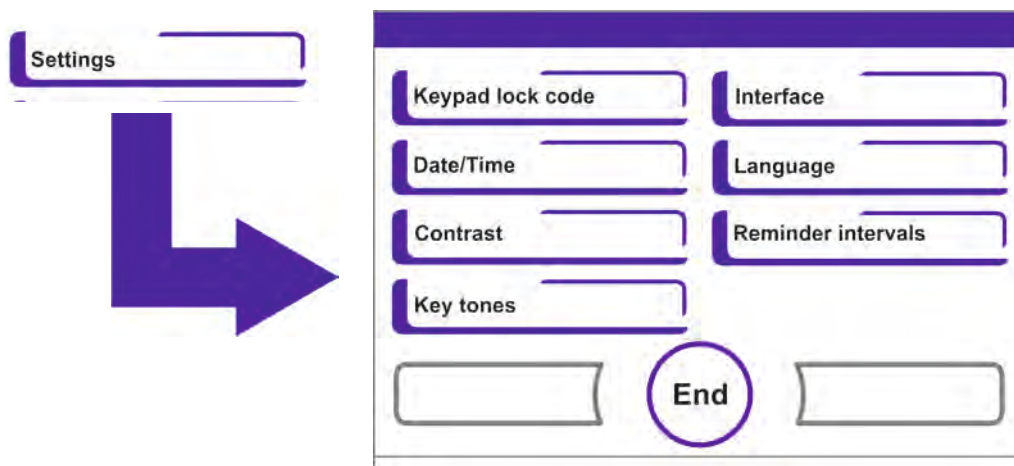 Settings
Keypad lock code
Interface
Date/Time
Language
Contrast
Reminder intervals
Key tones
End